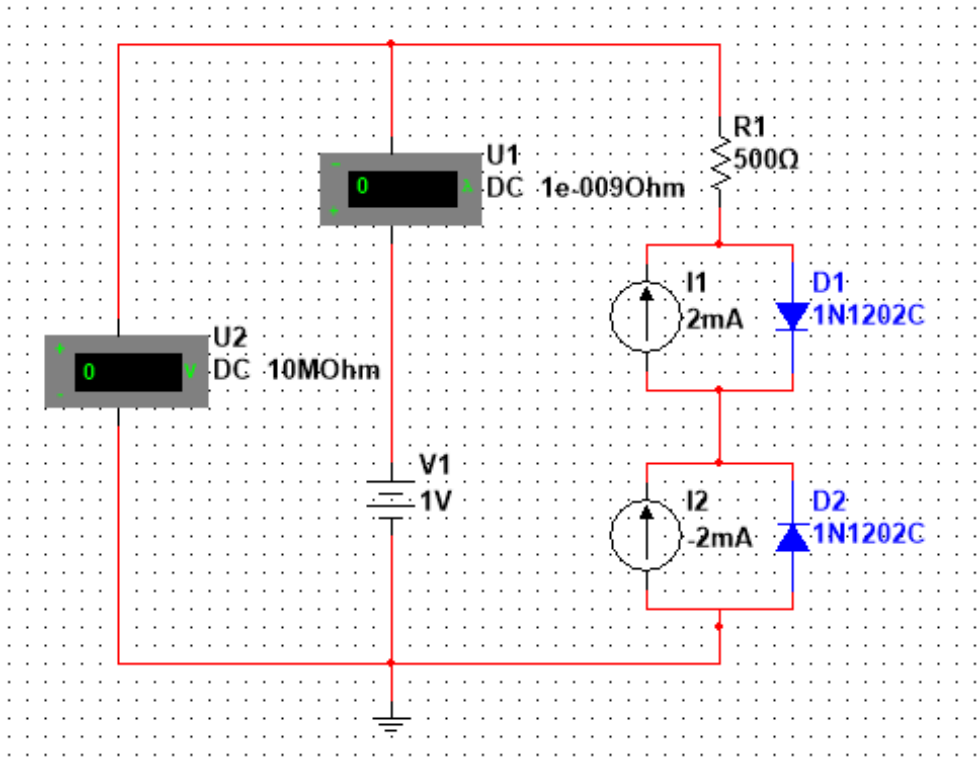 R1
500Ω
U1
-
0
A
DC 1e-009Ohm
+
I1
2mA
D1
1N1202C
U2
+
0
V
DC 10MOhm
-
V1
1V
I2
-2mA
D2
1N1202C